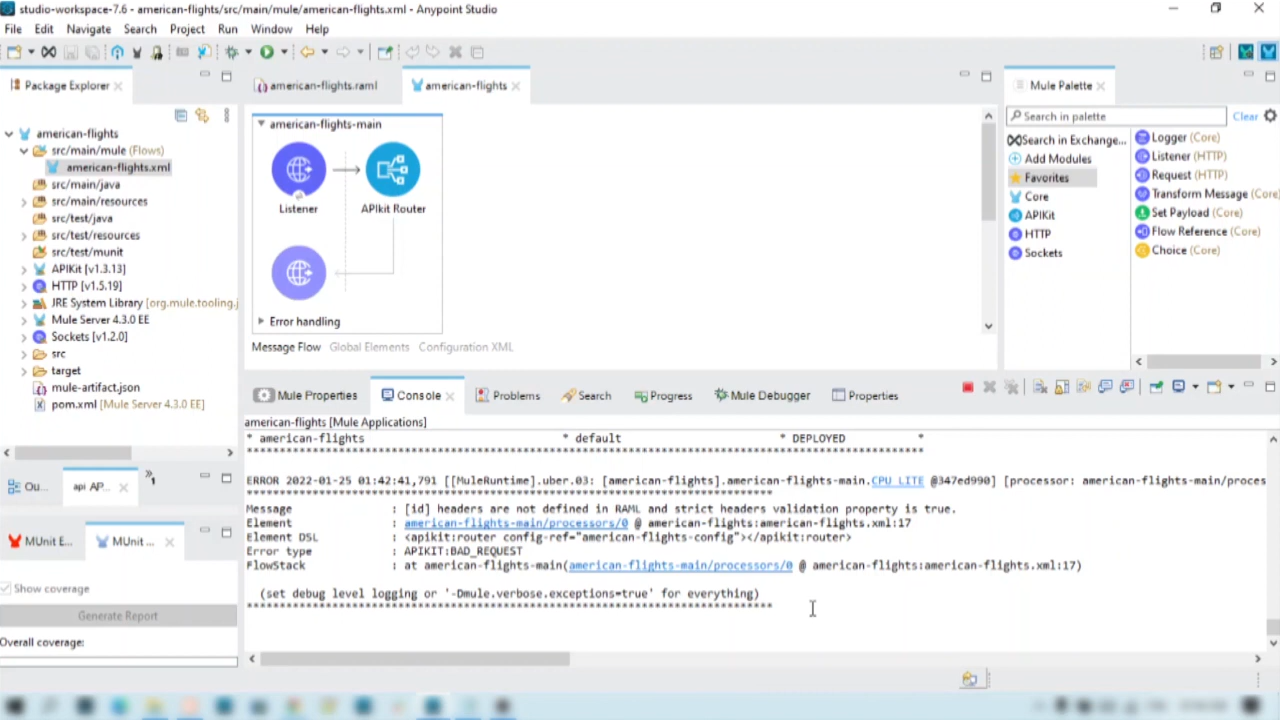 studio-workspace-7.6 - american-flights/src/main/mule/american-flights.xml - Anypoint Studio
File Edit Navigate Search Project Run Window Help
Package Explorer
american-flights
src/main/mule (Flows)
american-flights.xml
src/main/java
src/main/resources
src/test/java
src/test/resources
src/test/munit
APIKit [v1.3.13]
HTTP [v1.5.19]
JRE System Library [org.mule.tooling.j
Mule Server 4.3.0 EE
Sockets [v1.2.0]
src
target
mule-artifact.json
pom.xml [Mule Server 4.3.0 EE]
american-flights.raml
american-flights
american-flights-main
Listener
APIkit Router
Error handling
Message Flow Global Elements Configuration XML
Mule Palette
Search in palette
Clear
Search in Exchange...
Add Modules
Favorites
Core
APIKit
HTTP
Sockets
Logger (Core)
Listener (HTTP)
Request (HTTP)
Transform Message (Core)
Set Payload (Core)
Flow Reference (Core)
Choice (Core)
Ou...
api AP...
»1
MUnit E...
MUnit ...
Show coverage
Generate Report
Overall coverage:
Mule Properties Console Problems Search Progress Mule Debugger Properties
american-flights [Mule Applications]
* american-flights * default * DEPLOYED *
*******************************************************************************************************
ERROR 2022-01-25 01:42:41,791 [[MuleRuntime].uber.03: [american-flights].american-flights-main.CPU_LITE @347ed990] [processor: american-flights-main/proces
********************************************************************************
Message : [id] headers are not defined in RAML and strict headers validation property is true.
Element : american-flights-main/processors/0 @ american-flights:american-flights.xml:17
Element DSL : <apikit:router config-ref="american-flights-config"></apikit:router>
Error type : APIKIT:BAD_REQUEST
FlowStack : at american-flights-main(american-flights-main/processors/0 @ american-flights:american-flights.xml:17)
(set debug level logging or '-Dmule.verbose.exceptions=true' for everything)
********************************************************************************